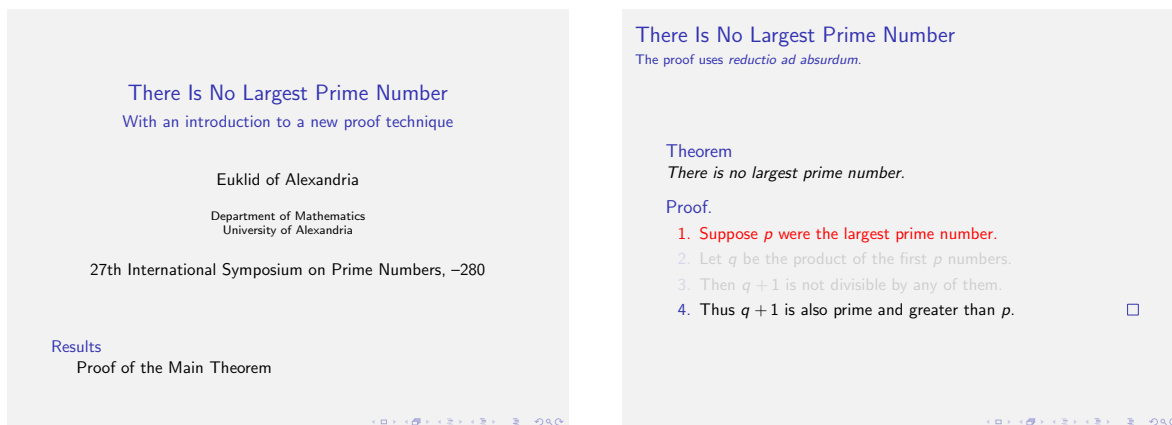 There Is No Largest Prime Number
With an introduction to a new proof technique
Euklid of Alexandria
Department of Mathematics
University of Alexandria
27th International Symposium on Prime Numbers, –280
Results
Proof of the Main Theorem
There Is No Largest Prime Number
The proof uses reductio ad absurdum.
Theorem
There is no largest prime number.
Proof.
1. Suppose p were the largest prime number.
2. Let q be the product of the first p numbers.
3. Then q + 1 is not divisible by any of them.
4. Thus q + 1 is also prime and greater than p.